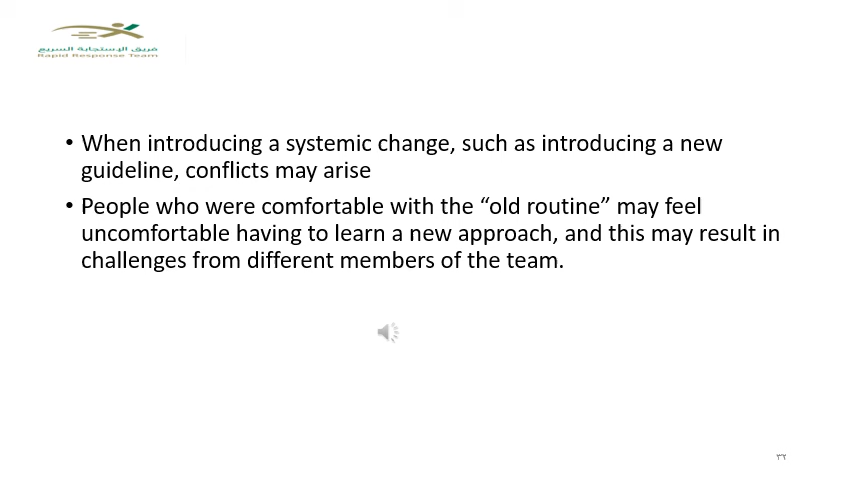 فريق الإستجابة السريع
Rapid Response Team
• When introducing a systemic change, such as introducing a new
guideline, conflicts may arise
• People who were comfortable with the “old routine” may feel
uncomfortable having to learn a new approach, and this may result in
challenges from different members of the team.
٣٢